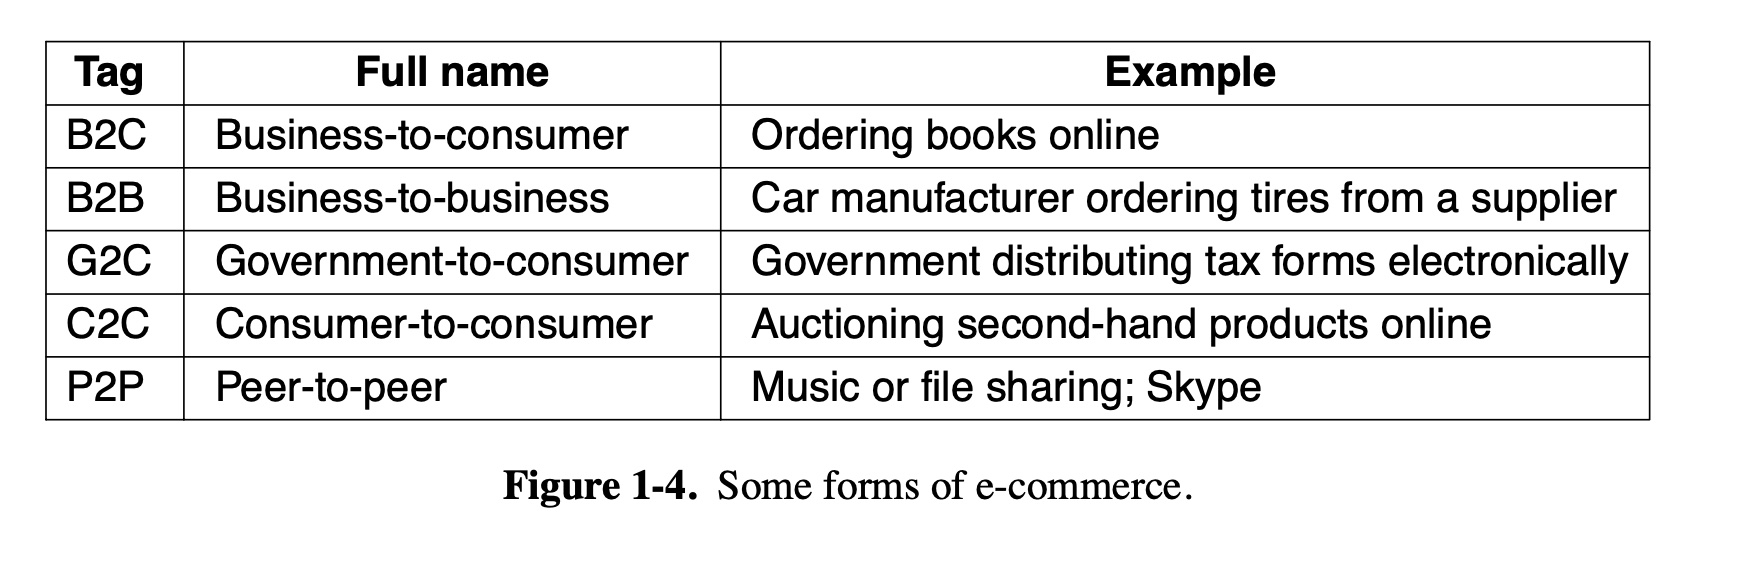 Tag Full name Example
B2C Business-to-consumer Ordering books online
B2B Business-to-business Car manufacturer ordering tires from a supplier
G2C Government-to-consumer Government distributing tax forms electronically
C2C Consumer-to-consumer Auctioning second-hand products online
P2P Peer-to-peer Music or file sharing; Skype
Figure 1-4. Some forms of e-commerce.